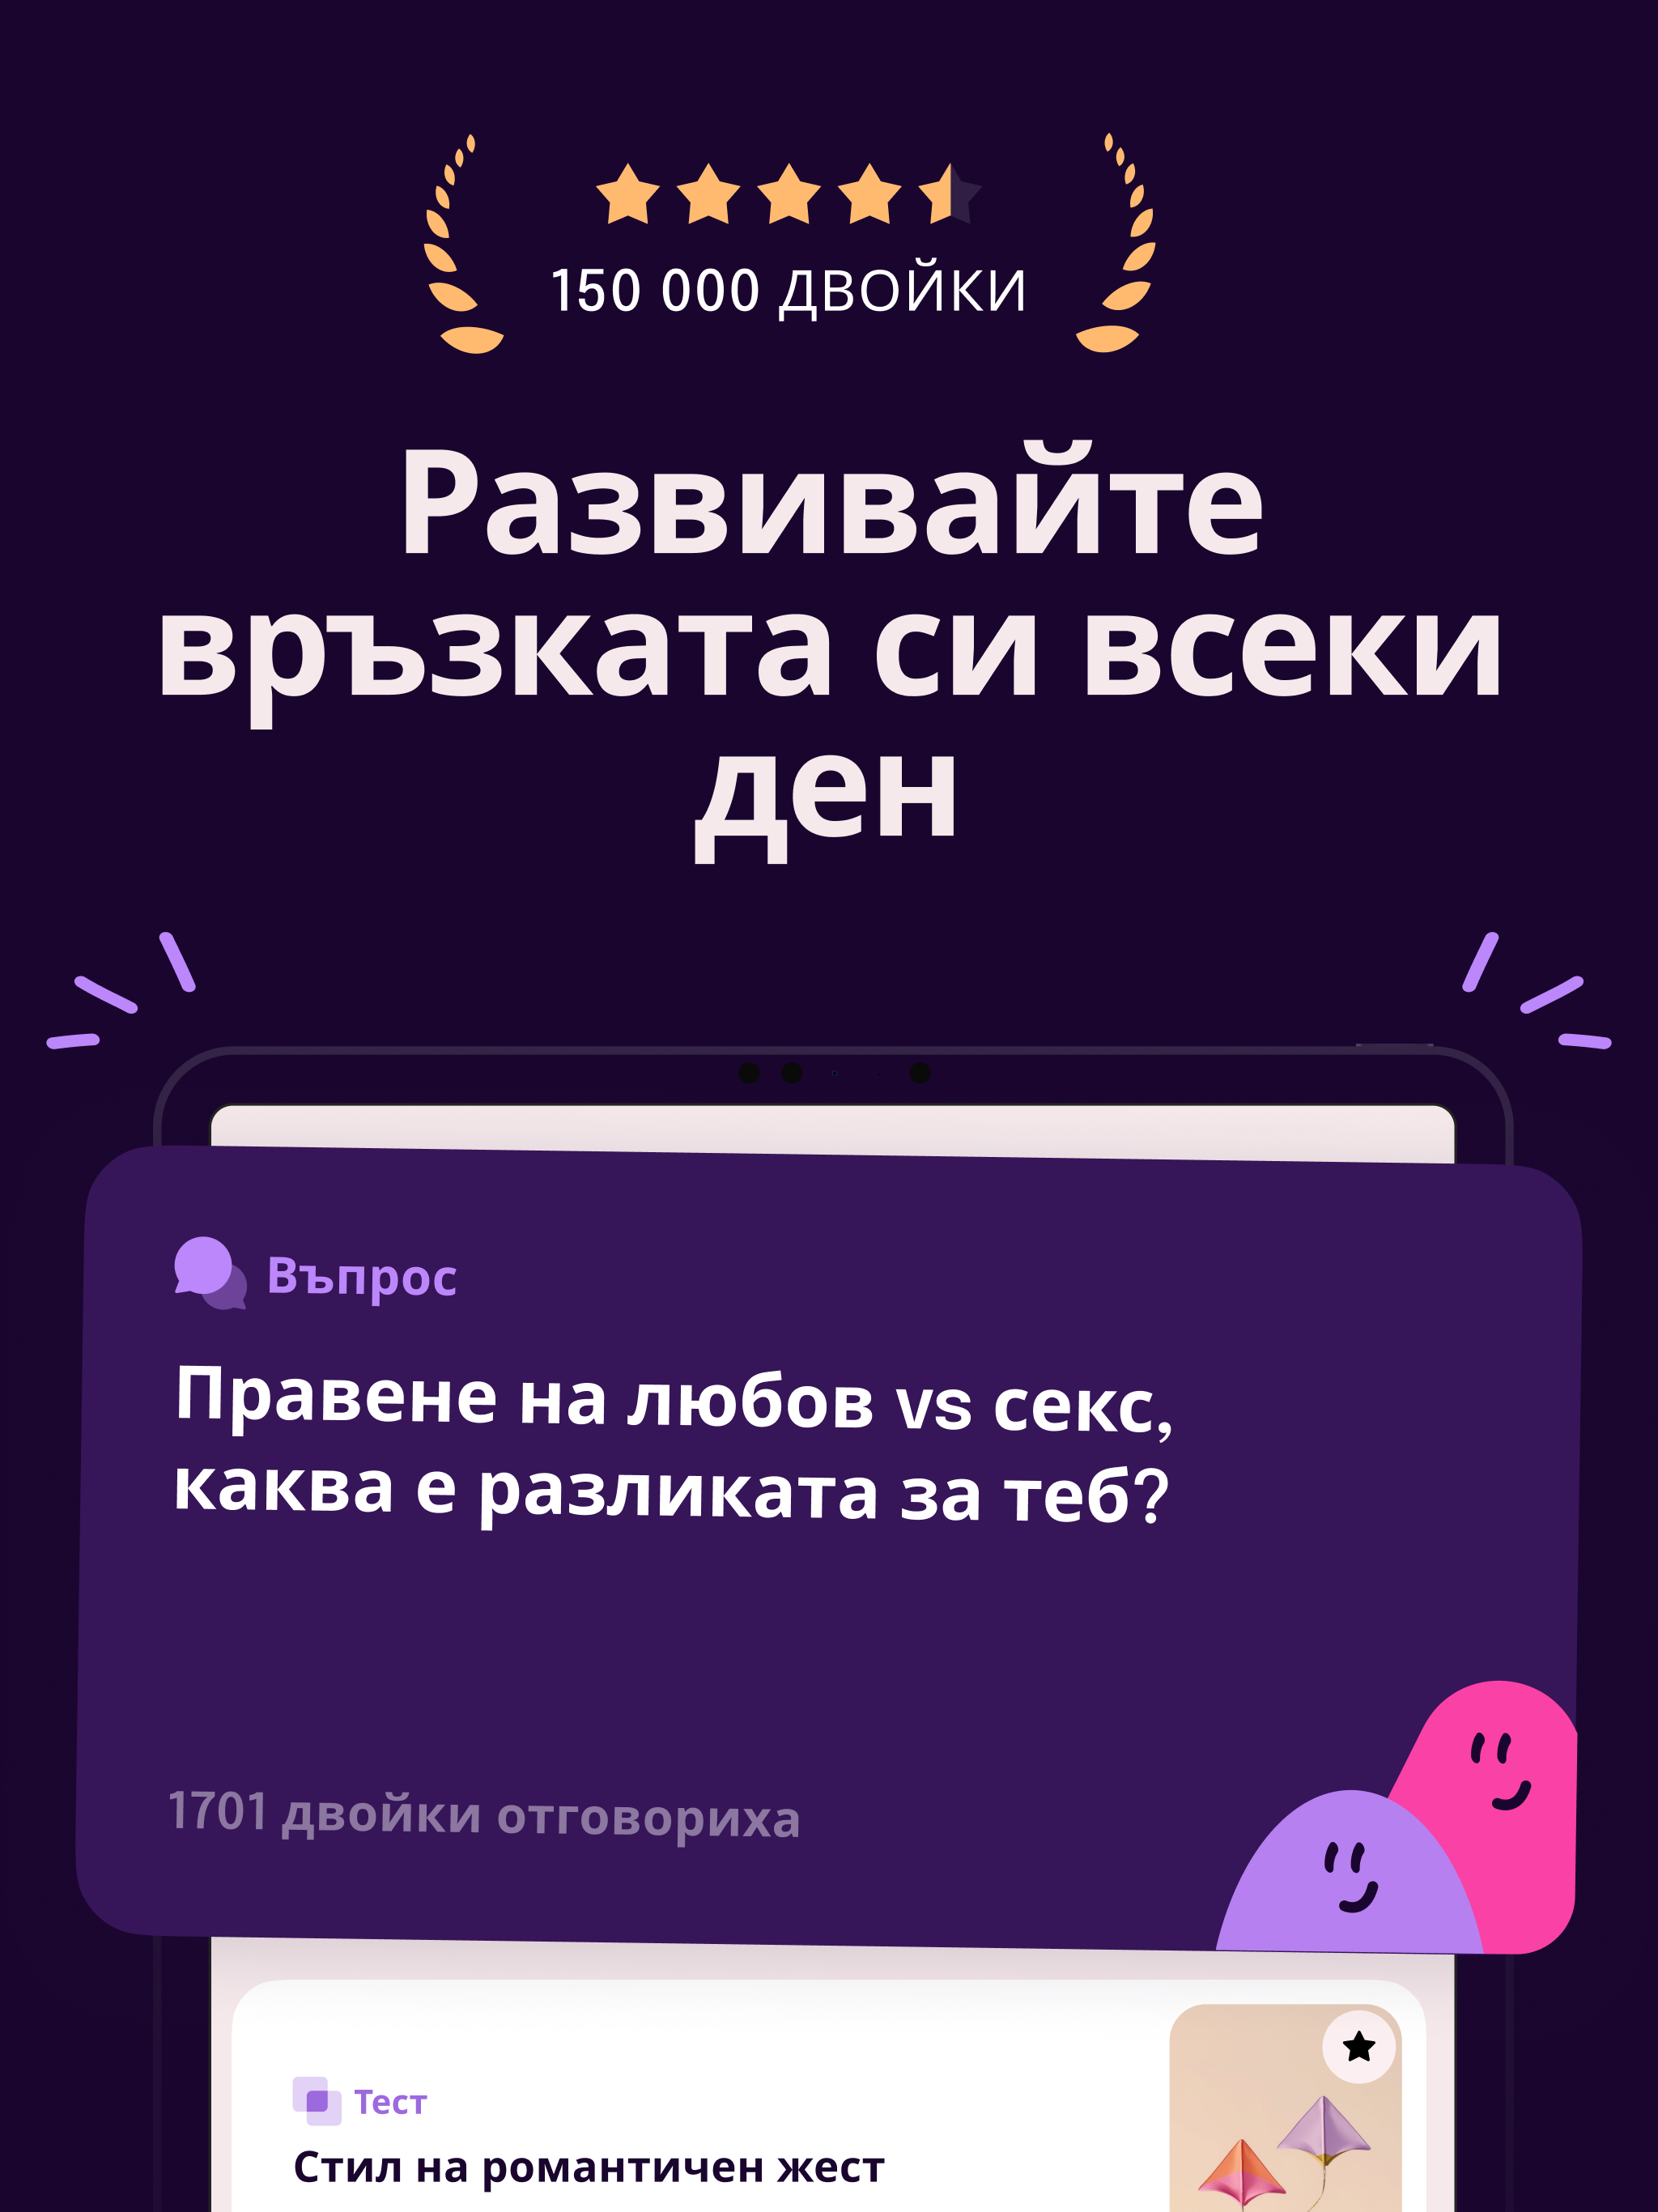 150 000 ДВОЙКИ
Развивайте
връзката си всеки
ден
Въпрос
Правене на любов vs секс,
каква е разликата за теб?
1701 двойки отговориха
Тест
Стил на романтичен жест